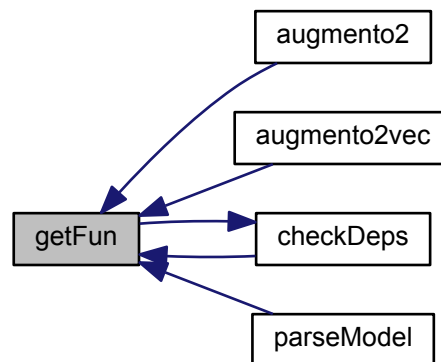 augmento2
augmento2vec
getFun
checkDeps
parseModel